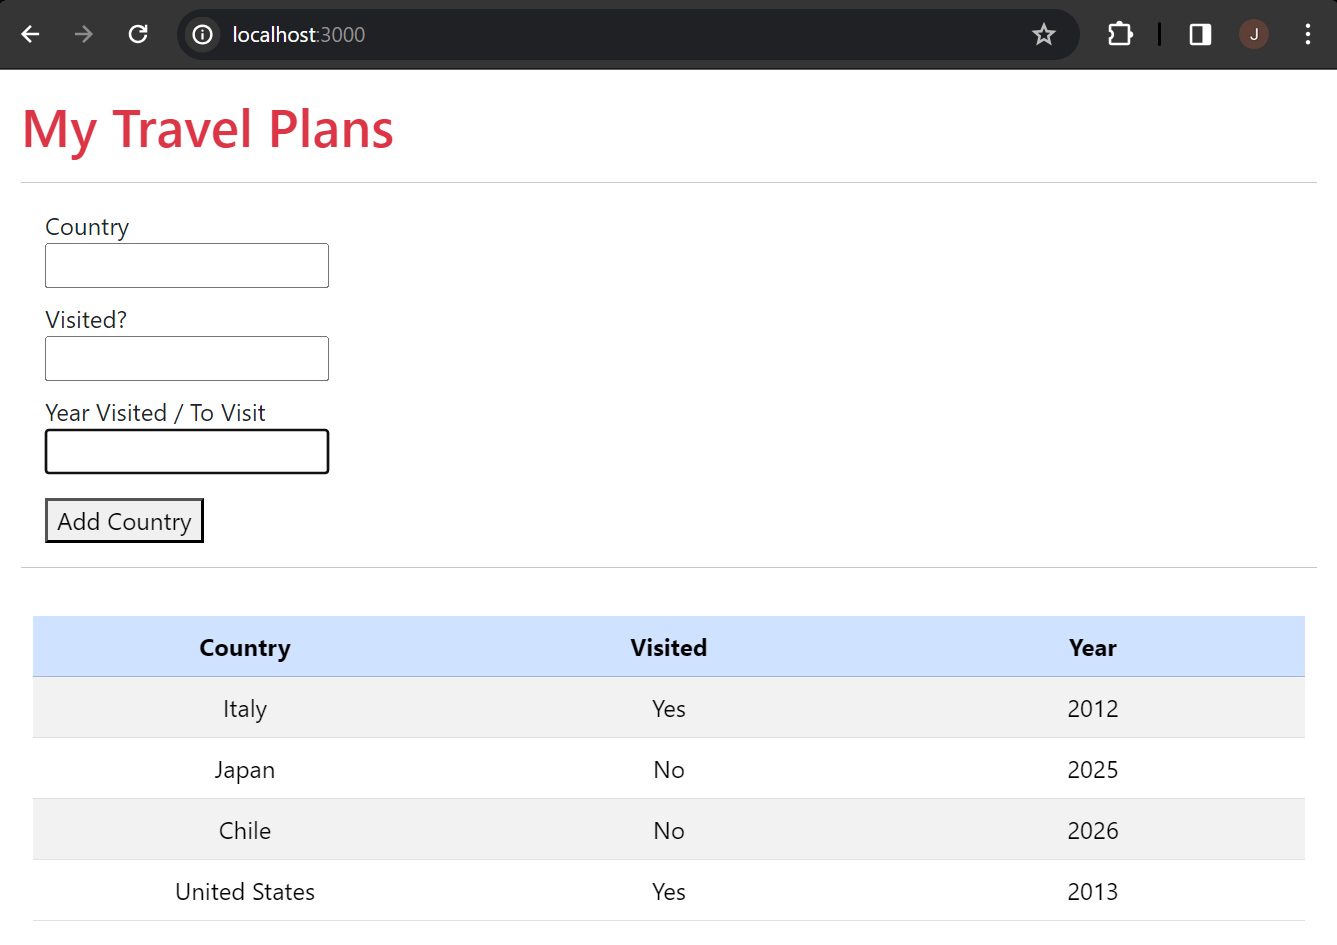 localhost:3000
J
My Travel Plans
Country
Visited?
Year Visited / To Visit
Add Country
Country Visited Year
Italy Yes 2012
Japan No 2025
Chile No 2026
United States Yes 2013